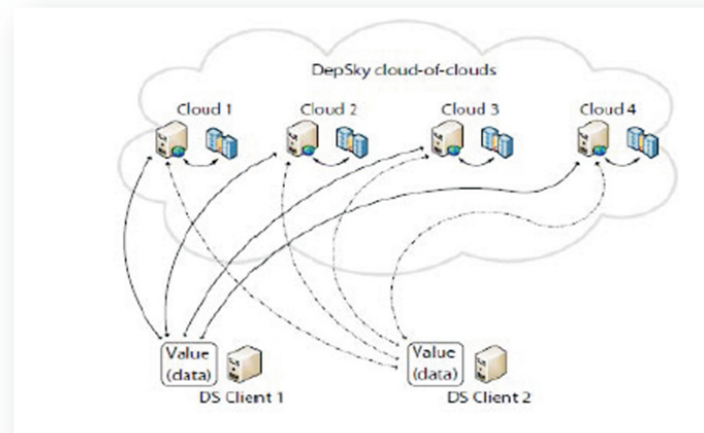 DepSky cloud-of-clouds
Cloud 1
Cloud 2
Cloud 3
Cloud 4
Value
(data)
DS Client 1
Value
(data)
DS Client 2